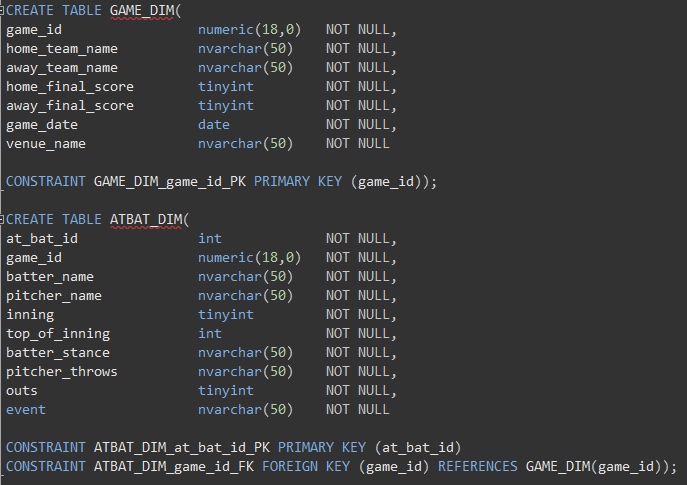 CREATE TABLE GAME_DIM(
game_id numeric(18,0) NOT NULL,
home_team_name nvarchar(50) NOT NULL,
away_team_name nvarchar(50) NOT NULL,
home_final_score tinyint NOT NULL,
away_final_score tinyint NOT NULL,
game_date date NOT NULL,
venue_name nvarchar(50) NOT NULL
CONSTRAINT GAME_DIM_game_id_PK PRIMARY KEY (game_id));
CREATE TABLE ATBAT_DIM(
at_bat_id int NOT NULL,
game_id numeric(18,0) NOT NULL,
batter_name nvarchar(50) NOT NULL,
pitcher_name nvarchar(50) NOT NULL,
inning tinyint NOT NULL,
top_of_inning int NOT NULL,
batter_stance nvarchar(50) NOT NULL,
pitcher_throws nvarchar(50) NOT NULL,
outs tinyint NOT NULL,
event nvarchar(50) NOT NULL
CONSTRAINT ATBAT_DIM_at_bat_id_PK PRIMARY KEY (at_bat_id)
CONSTRAINT ATBAT_DIM_game_id_FK FOREIGN KEY (game_id) REFERENCES GAME_DIM(game_id));